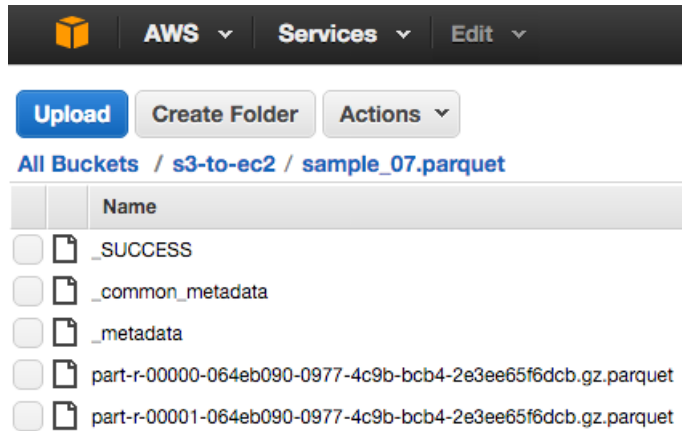 AWS Services Edit
Upload Create Folder Actions
All Buckets / s3-to-ec2 / sample_07.parquet
Name
_SUCCESS
_common_metadata
_metadata
part-r-00000-064eb090-0977-4c9b-bcb4-2e3ee65f6dcb.gz.parquet
part-r-00001-064eb090-0977-4c9b-bcb4-2e3ee65f6dcb.gz.parquet